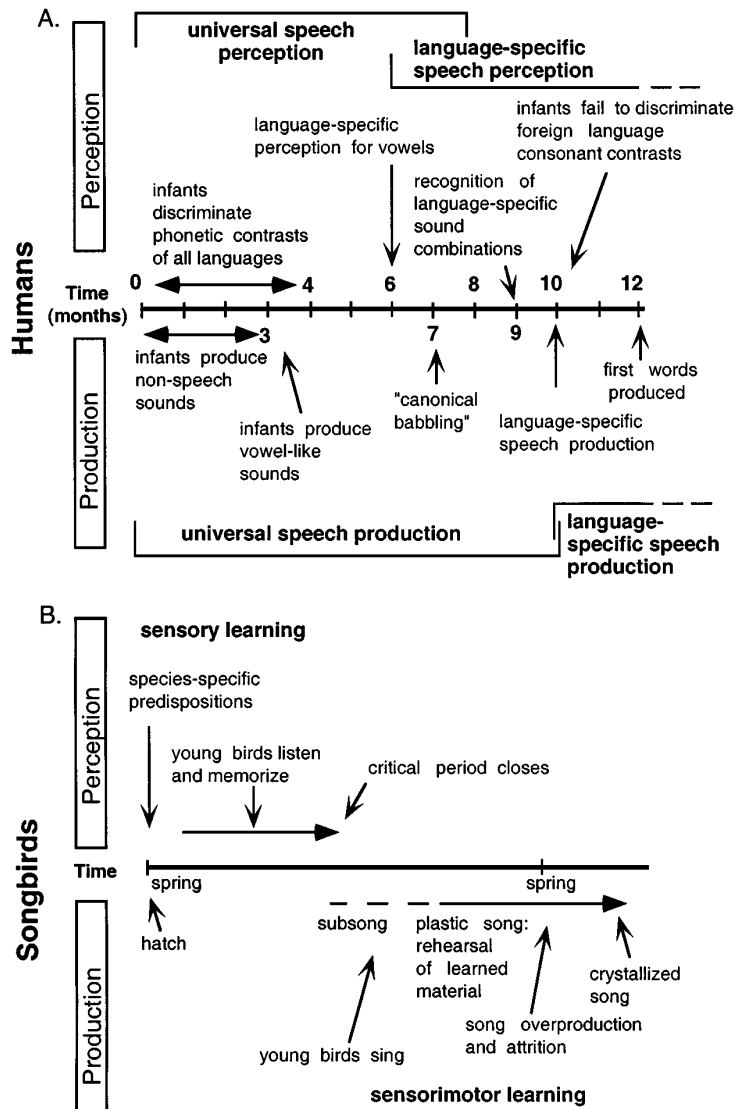 A.
universal speech
perception
language-specific
speech perception
infants fail to discriminate
foreign language
consonant contrasts
language-specific
perception for vowels
recognition of
language-specific
sound
combinations
infants
discriminate
phonetic contrasts
of all languages
Perception
Humans
0 4 6 8 10 12
Time
(months)
3 7 9
infants produce
non-speech
sounds
infants produce
vowel-like
sounds
"canonical
babbling"
language-specific
speech production
first words
produced
Production
universal speech production
language-
specific speech
production
B.
sensory learning
species-specific
predispositions
young birds listen
and memorize
critical period closes
Perception
Songbirds
Time
spring spring
hatch
subsong
plastic song:
rehearsal
of learned
material
crystallized
song
song overproduction
and attrition
young birds sing
Production
sensorimotor learning